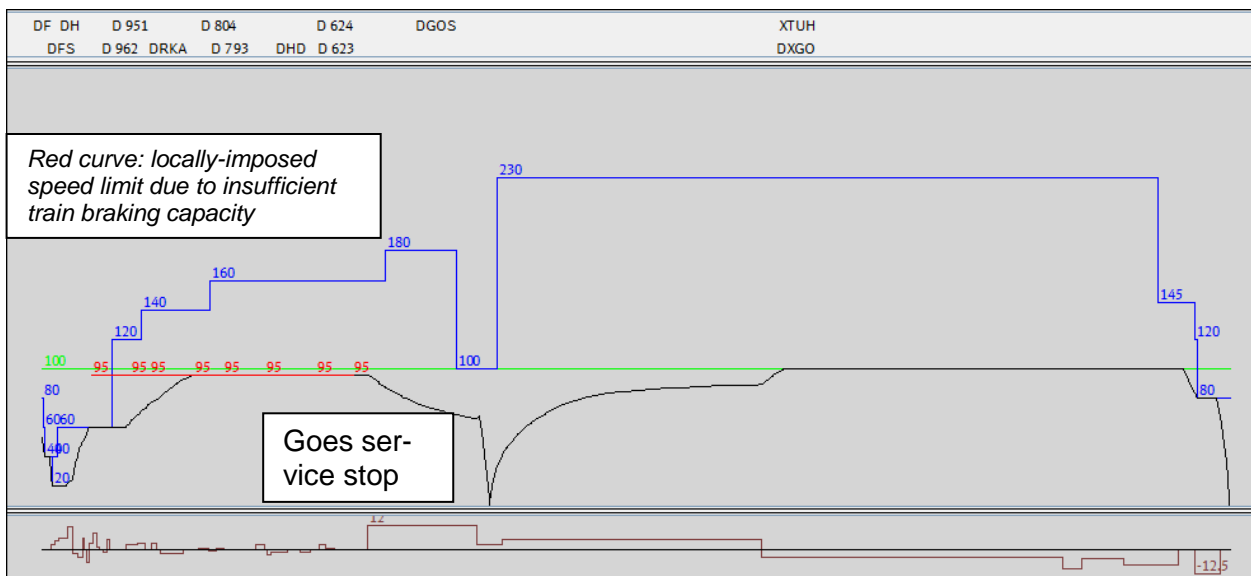 DF DH D 951 D 804 D 624 DGOS XTUH
DFS D 962 DRKA D 793 DHD D 623 DXGO
Red curve: locally-imposed
speed limit due to insufficient
train braking capacity
230
180
160
145
140
120
120
100
95 95 95 95 95 95 95 95
100
80
80
60 60
40 40
20
Goes ser-
vice stop
12
-12.5